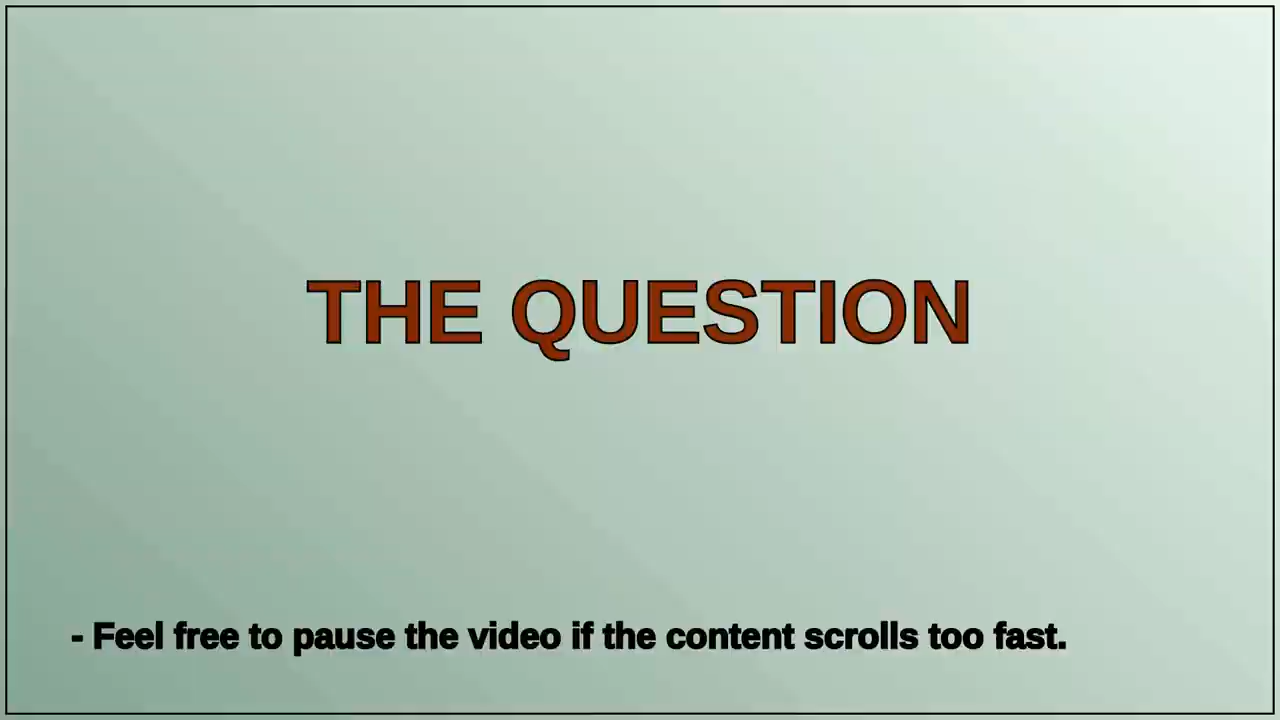 THE QUESTION
- Feel free to pause the video if the content scrolls too fast.